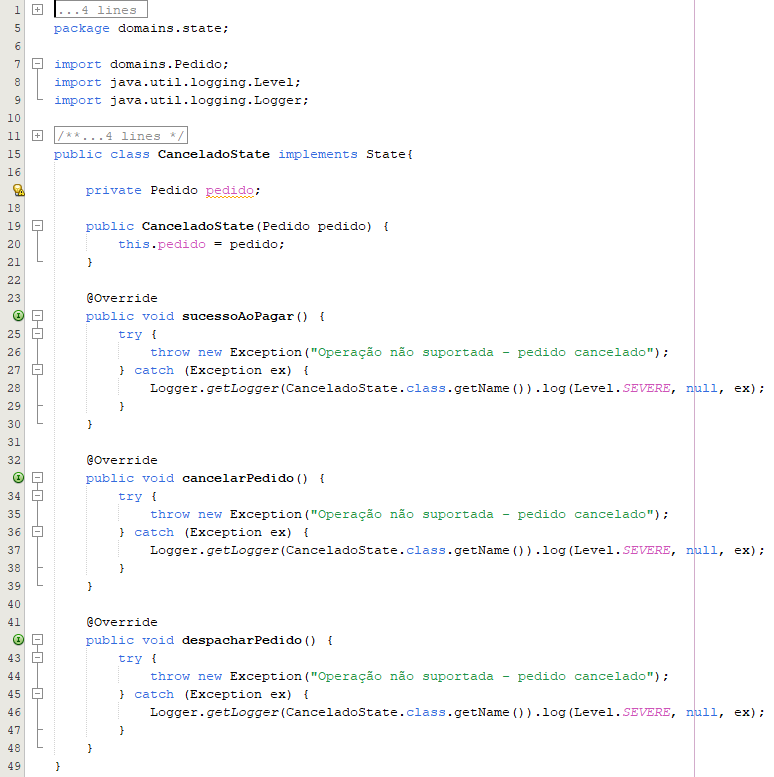 1 ...4 lines
5 package domains.state;
6
7 import domains.Pedido;
8 import java.util.logging.Level;
9 import java.util.logging.Logger;
10
11 /**...4 lines */
15 public class CanceladoState implements State{
16
private Pedido pedido;
18
19 public CanceladoState(Pedido pedido) {
20 this.pedido = pedido;
21 }
22
23 @Override
public void sucessoAoPagar() {
25 try {
26 throw new Exception("Operação não suportada - pedido cancelado");
27 } catch (Exception ex) {
28 Logger.getLogger(CanceladoState.class.getName()).log(Level.SEVERE, null, ex);
29 }
30 }
31
32 @Override
public void cancelarPedido() {
34 try {
35 throw new Exception("Operação não suportada - pedido cancelado");
36 } catch (Exception ex) {
37 Logger.getLogger(CanceladoState.class.getName()).log(Level.SEVERE, null, ex);
38 }
39 }
40
41 @Override
public void despacharPedido() {
43 try {
44 throw new Exception("Operação não suportada - pedido cancelado");
45 } catch (Exception ex) {
46 Logger.getLogger(CanceladoState.class.getName()).log(Level.SEVERE, null, ex);
47 }
48 }
49 }